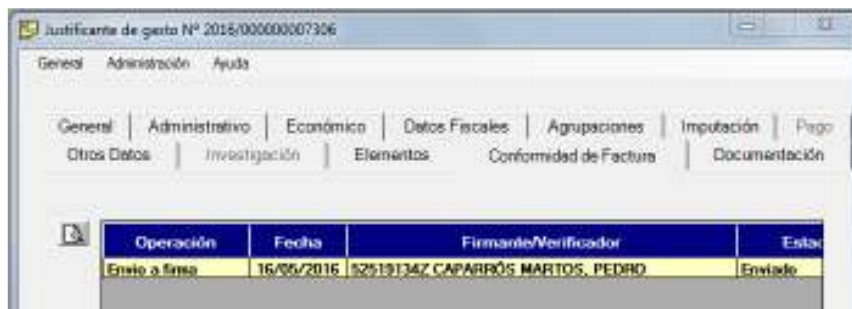 Justificante de gasto Nº 2016/000000007306
General Administración Ayuda
General Administrativo Económico Datos Fiscales Agrupaciones Imputación Pago
Otros Datos Investigación Elementos Conformidad de Factura Documentación
Operación Fecha Firmante/Verificador Estac
Envio a firma 16/05/2016 52519134Z CAPARRÓS MARTOS, PEDRO Enviado